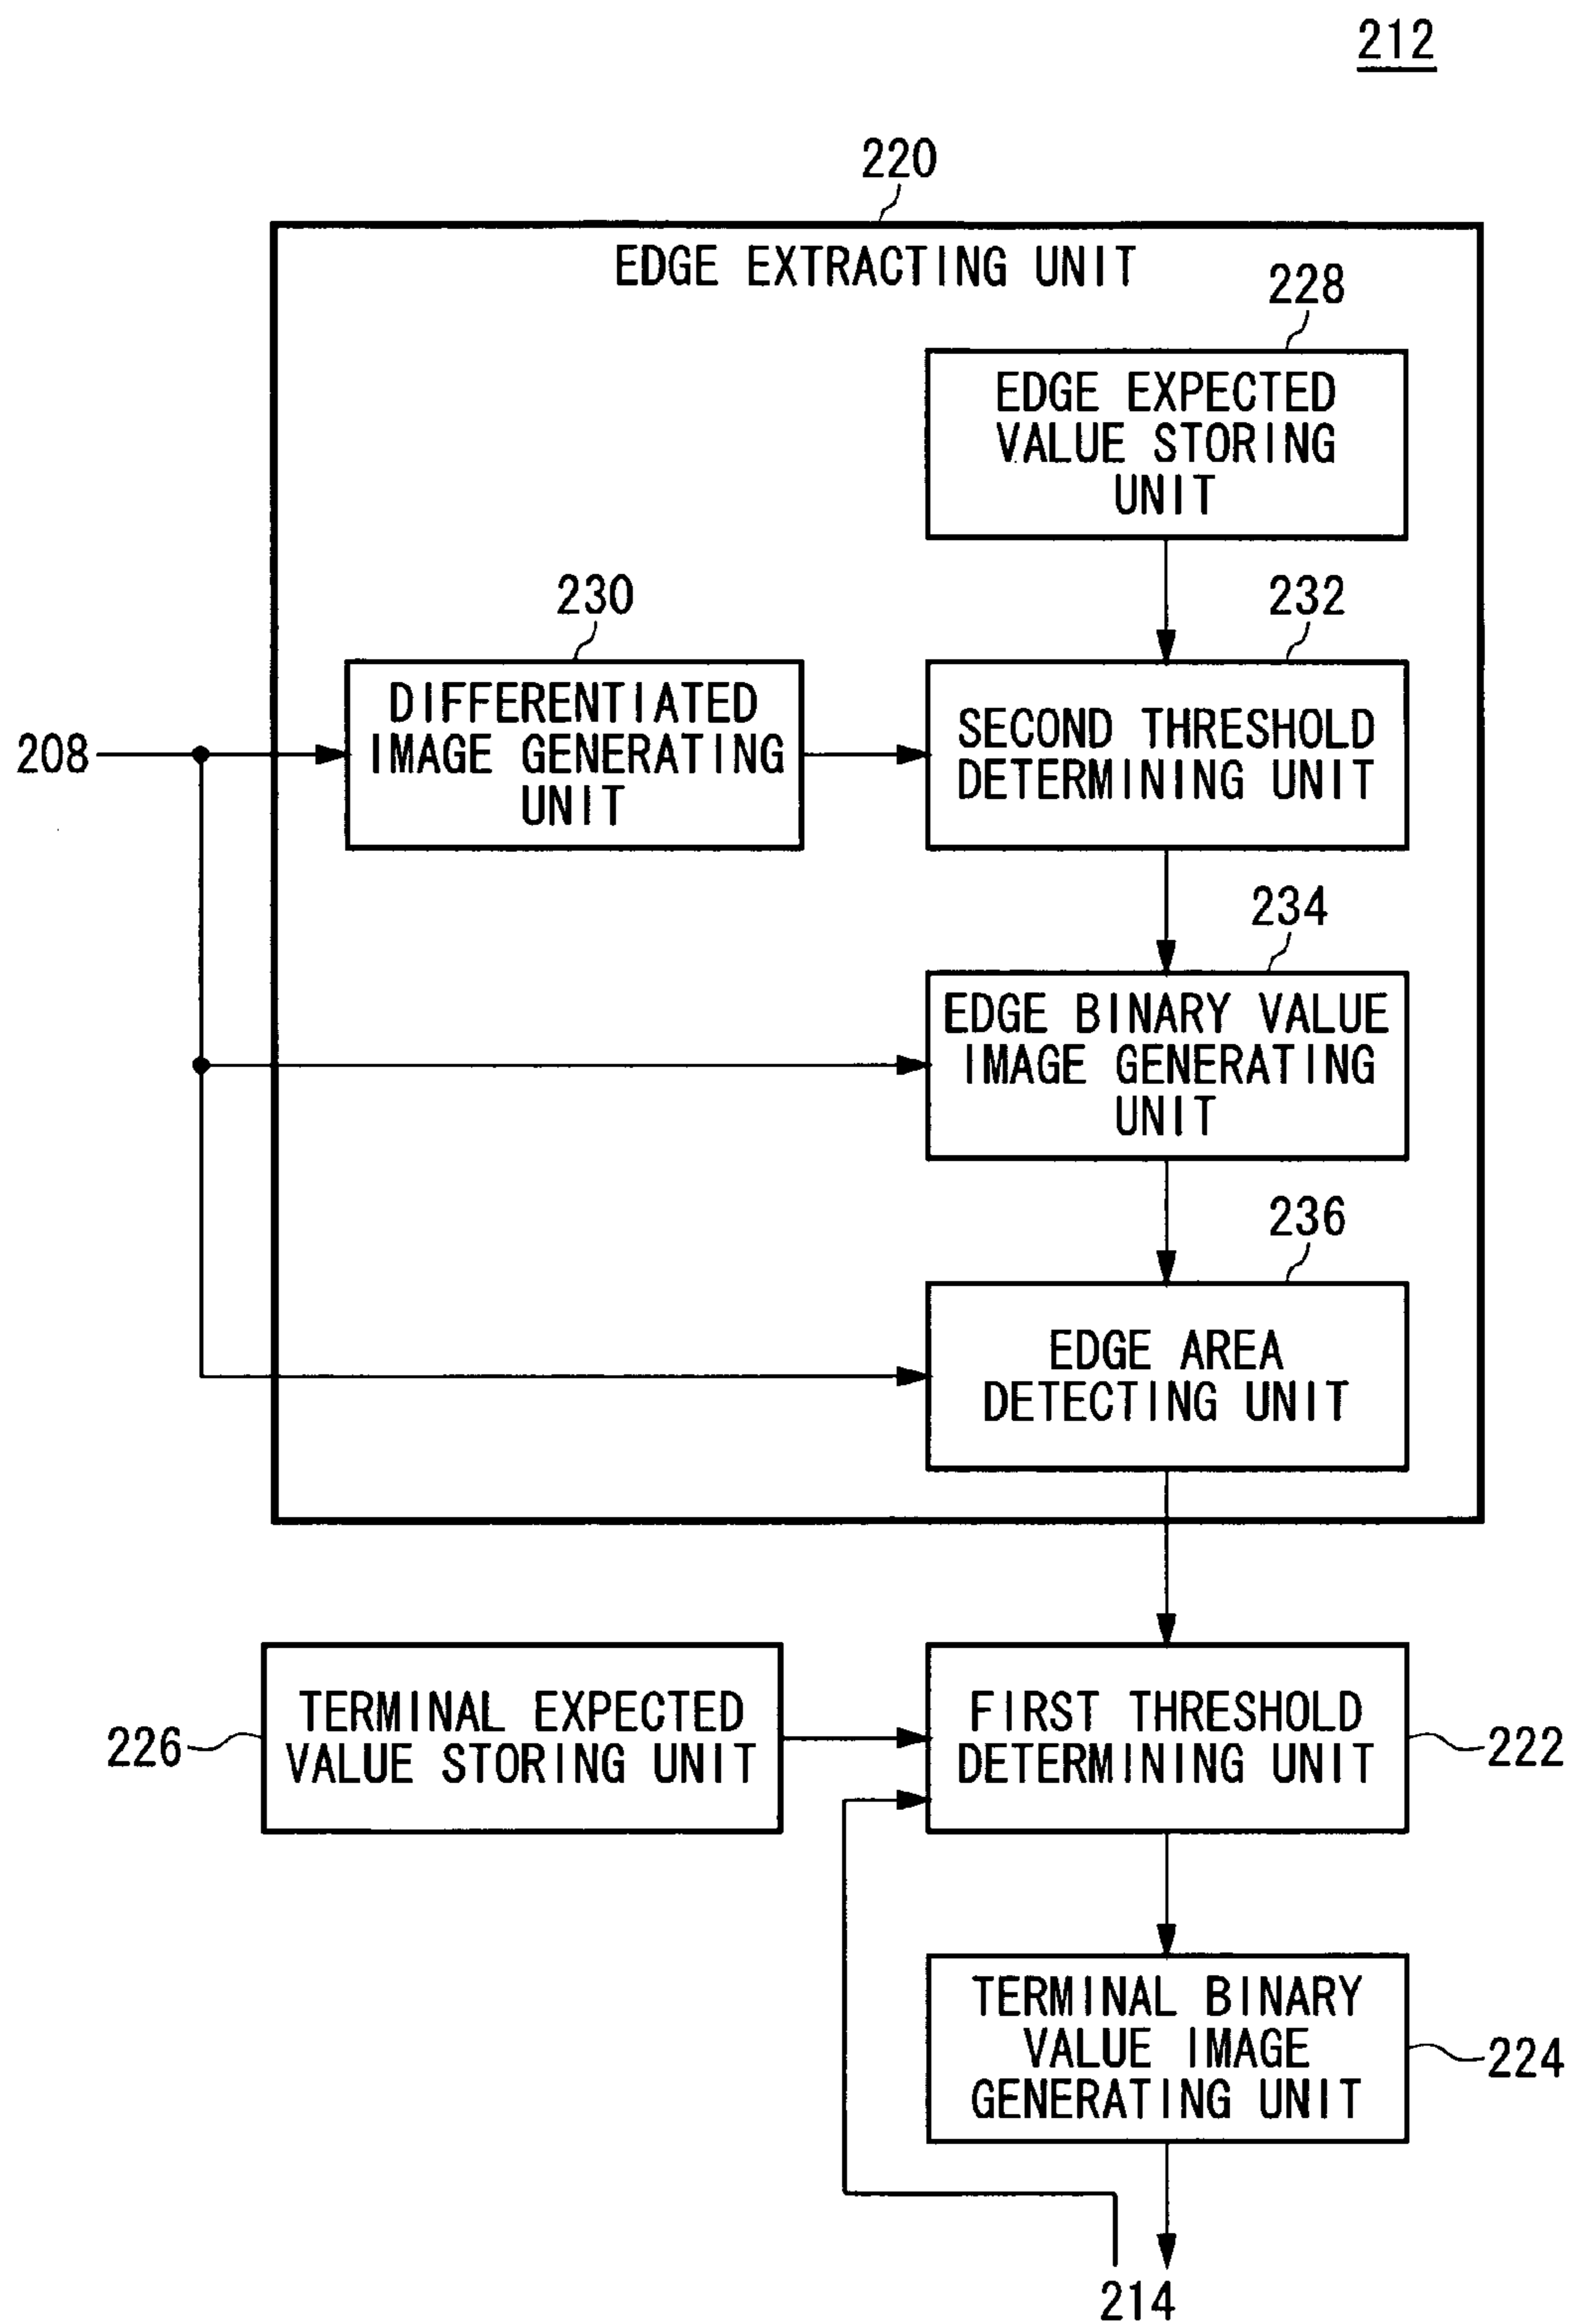 212
220
EDGE EXTRACTING UNIT
228
EDGE EXPECTED
VALUE STORING
UNIT
230
232
DIFFERENTIATED
IMAGE GENERATING
UNIT
SECOND THRESHOLD
DETERMINING UNIT
208
234
EDGE BINARY VALUE
IMAGE GENERATING
UNIT
236
EDGE AREA
DETECTING UNIT
226
TERMINAL EXPECTED
VALUE STORING UNIT
FIRST THRESHOLD
DETERMINING UNIT
222
TERMINAL BINARY
VALUE IMAGE
GENERATING UNIT
224
214